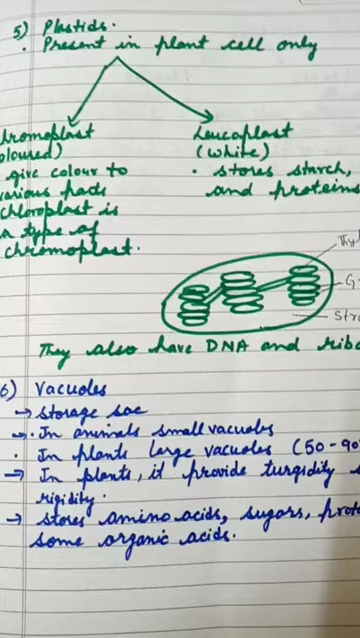 5) Plastids.
· Present in plant cell only
hromoplast
oloured)
give colour to
various parts
chloroplast is
a type of
chromoplast.
Leucoplast
(white)
· stores starch,
and proteins
Thyl
G
Stro
They also have DNA and ribo
6) Vacuoles
→ storage sac
→ · In animals small vacuoles
· In plants large vacuoles (50-90
→ In plants, it provide turgidity
rigidity.
→ stores amino acids, sugars, prot
some organic acids.